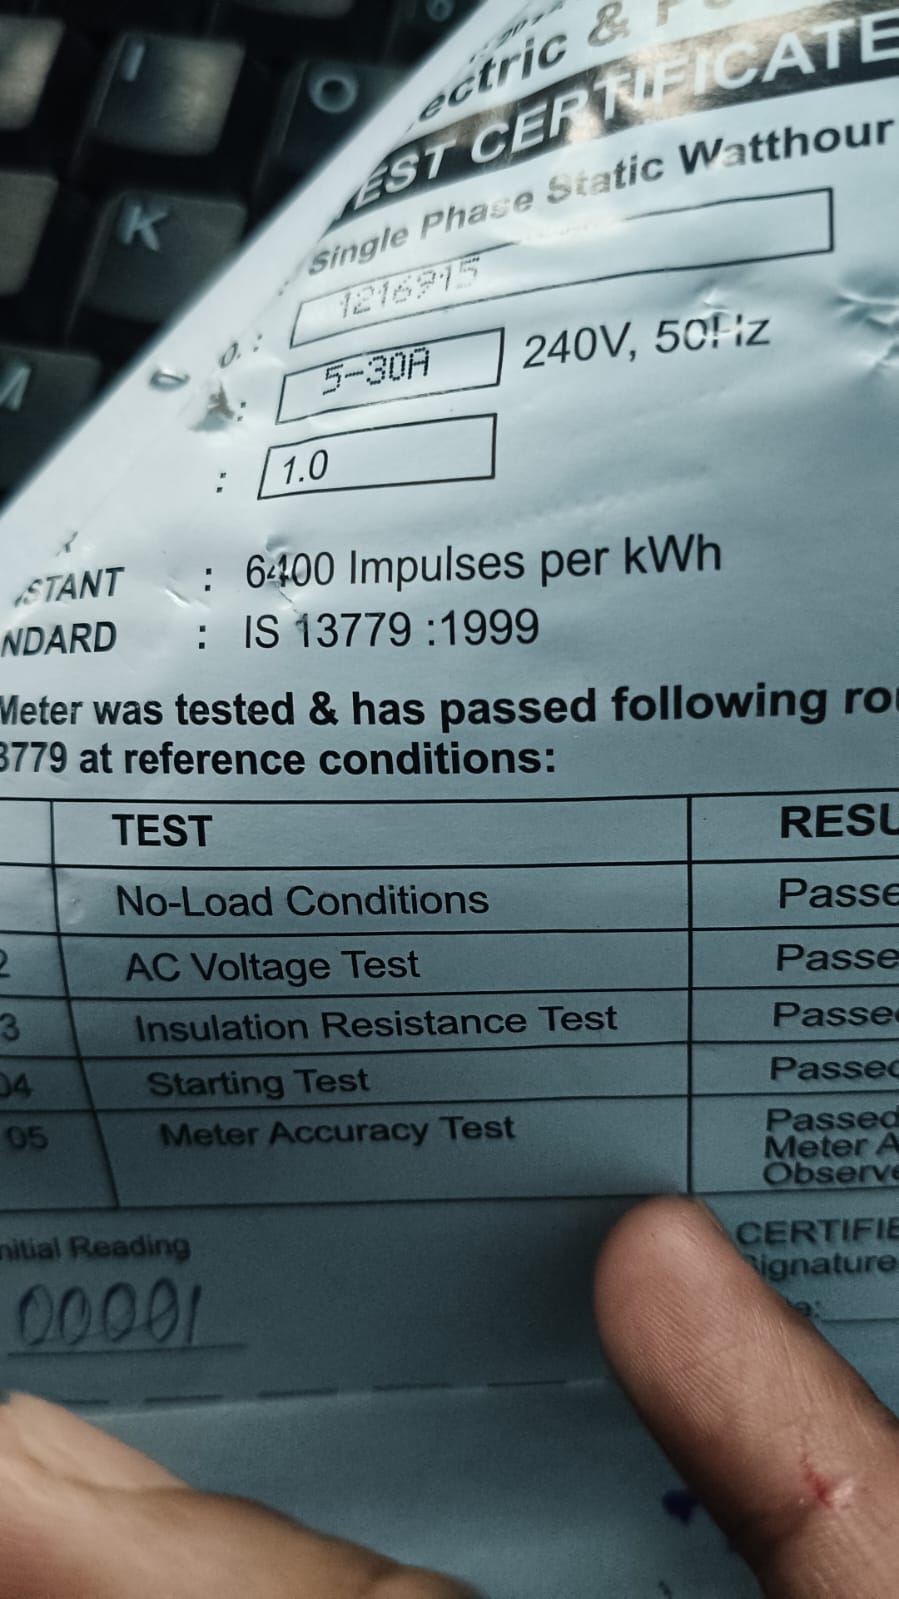 I
O
K
ectric &
EST CERTIFICATE
Single Phase Static Watthour
o. : 1216915
A: 5-30A 240V, 50Hz
: 1.0
STANT : 6400 Impulses per kWh
NDARD : IS 13779 :1999
Meter was tested & has passed following rou
3779 at reference conditions:
TEST RESU
No-Load Conditions Passe
2 AC Voltage Test Passe
3 Insulation Resistance Test Passe
04 Starting Test Passed
05 Meter Accuracy Test Passed
Meter A
Observe
nitial Reading CERTIFIE
00001 Signature